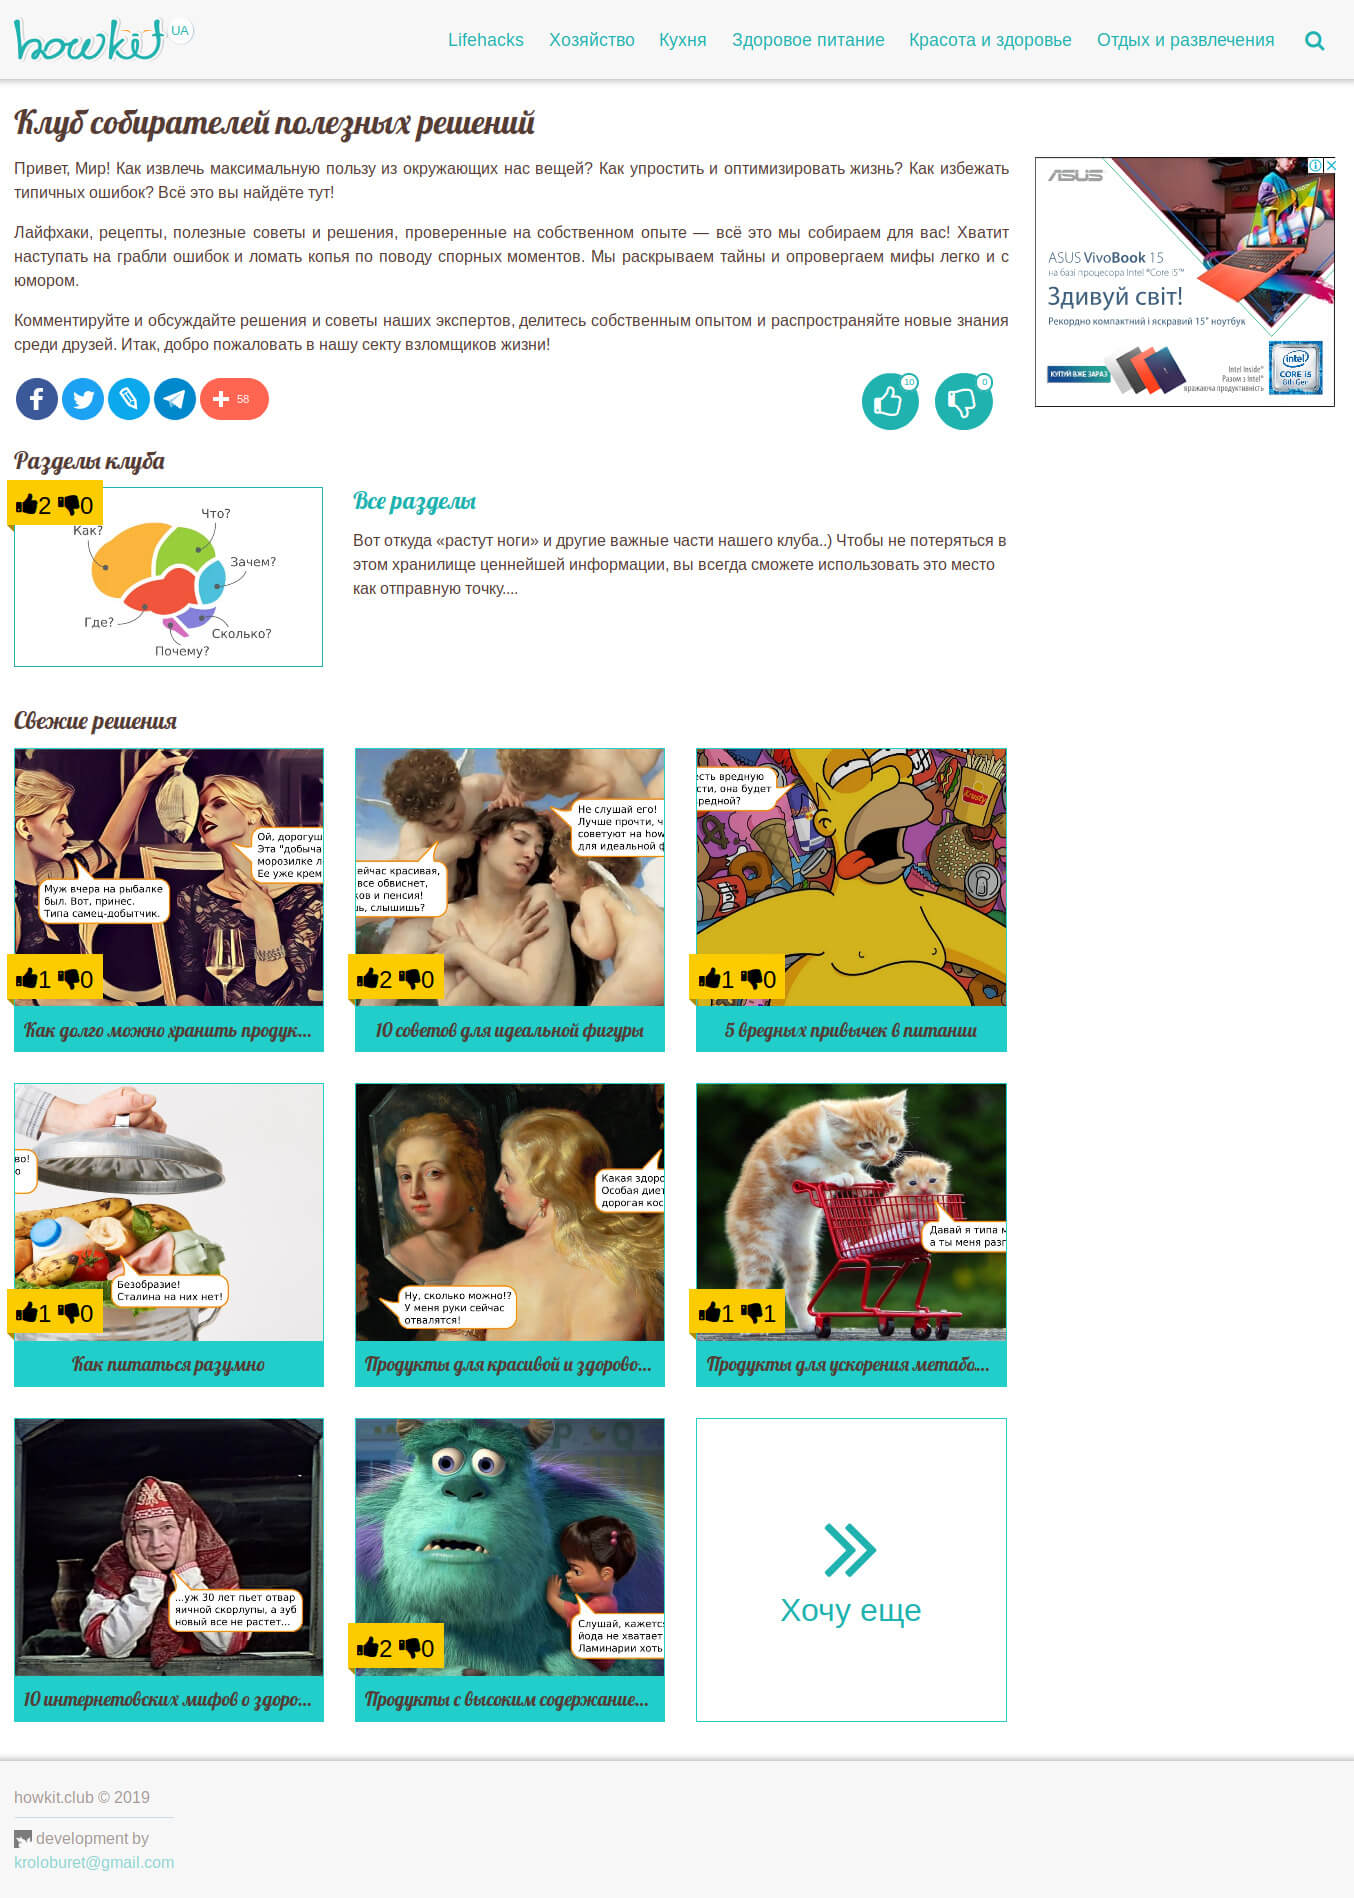 howkit UA
Lifehacks Хозяйство Кухня Здоровое питание Красота и здоровье Отдых и развлечения
Клуб собирателей полезных решений
Привет, Мир! Как извлечь максимальную пользу из окружающих нас вещей? Как упростить и оптимизировать жизнь? Как избежать
типичных ошибок? Всё это вы найдёте тут!
Лайфхаки, рецепты, полезные советы и решения, проверенные на собственном опыте — всё это мы собираем для вас! Хватит
наступать на грабли ошибок и ломать копья по поводу спорных моментов. Мы раскрываем тайны и опровергаем мифы легко и с
юмором.
Комментируйте и обсуждайте решения и советы наших экспертов, делитесь собственным опытом и распространяйте новые знания
среди друзей. Итак, добро пожаловать в нашу секту взломщиков жизни!
58
10
0
ASUS
ASUS VivoBook 15
на базі процесора Intel® Core i5™
Здивуй світ!
Рекордно компактний і яскравий 15" ноутбук
КУПУЙ ВЖЕ ЗАРАЗ
Intel Inside®
Разом з Intel®
вражаюча продуктивність
intel
CORE i5
8th Gen
Разделы клуба
2 0
Что?
Как?
Зачем?
Где?
Сколько?
Почему?
Все разделы
Вот откуда «растут ноги» и другие важные части нашего клуба..) Чтобы не потеряться в
этом хранилище ценнейшей информации, вы всегда сможете использовать это место
как отправную точку....
Свежие решения
Ой, дорогуш
Эта "добыча
морозилке л
Ее уже крем
Муж вчера на рыбалке
был. Вот, принес.
Типа самец-добытчик.
1 0
Как долго можно хранить продук...
Не слушай его!
Лучше прочти, ч
советуют на how
для идеальной ф
ейчас красивая,
все обвиснет,
ков и пенсия!
шь, слышишь?
2 0
10 советов для идеальной фигуры
есть вредную
сти, она будет
редной?
Krusty
1 0
5 вредных привычек в питании
во!
о
Безобразие!
Сталина на них нет!
1 0
Как питаться разумно
Какая здоро
Особая дие
дорогая кос
Ну, сколько можно!?
У меня руки сейчас
отвалятся!
Продукты для красивой и здорово...
Давай я типа м
а ты меня разг
1 1
Продукты для ускорения метабо...
...уж 30 лет пьет отвар
яичной скорлупы, а зуб
новый все не растет...
10 интернетовских мифов о здоро...
Слушай, кажется
йода не хватает
Ламинарии хоть
2 0
Продукты с высоким содержание...
Хочу еще
howkit.club © 2019
development by
kroloburet@gmail.com